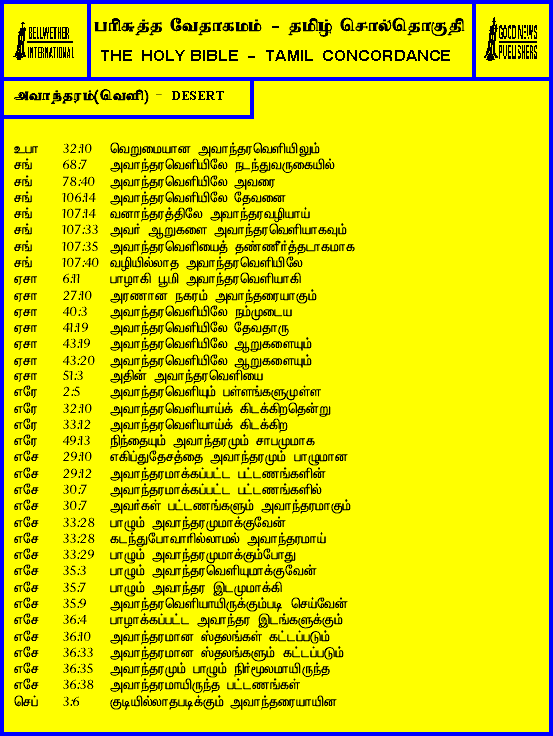 BELLWETHER
INTERNATIONAL
பரிசுத்த வேதாகமம் - தமிழ் சொல்தொகுதி
THE HOLY BIBLE - TAMIL CONCORDANCE
GOOD NEWS
PUBLISHERS
அவாந்தரம்(வெளி) - DESERT
உபா 32:10 வெறுமையான அவாந்தரவெளியிலும்
சங் 68:7 அவாந்தரவெளியிலே நடந்துவருகையில்
சங் 78:40 அவாந்தரவெளியிலே அவரை
சங் 106:14 அவாந்தரவெளியிலே தேவனை
சங் 107:14 வனாந்தரத்திலே அவாந்தரவழியாய்
சங் 107:33 அவர் ஆறுகளை அவாந்தரவெளியாகவும்
சங் 107:35 அவாந்தரவெளியைத் தண்ணீர்த்தடாகமாக
சங் 107:40 வழியில்லாத அவாந்தரவெளியிலே
ஏசா 6:11 பாழாகி பூமி அவாந்தரவெளியாகி
ஏசா 27:10 அரணான நகரம் அவாந்தரையாகும்
ஏசா 40:3 அவாந்தரவெளியிலே நம்முடைய
ஏசா 41:19 அவாந்தரவெளியிலே தேவதாரு
ஏசா 43:19 அவாந்தரவெளியிலே ஆறுகளையும்
ஏசா 43:20 அவாந்தரவெளியிலே ஆறுகளையும்
ஏசா 51:3 அதின் அவாந்தரவெளியை
எரே 2:5 அவாந்தரவெளியும் பள்ளங்களுமுள்ள
எரே 32:10 அவாந்தரவெளியாய்க் கிடக்கிறதென்று
எரே 33:12 அவாந்தரவெளியாய்க் கிடக்கிற
எரே 49:13 நிந்தையும் அவாந்தரமும் சாபமுமாக
எசே 29:10 எகிப்துதேசத்தை அவாந்தரமும் பாழுமான
எசே 29:12 அவாந்தரமாக்கப்பட்ட பட்டணங்களின்
எசே 30:7 அவாந்தரமாக்கப்பட்ட பட்டணங்களில்
எசே 30:7 அவர்கள் பட்டணங்களும் அவாந்தரமாகும்
எசே 33:28 பாழும் அவாந்தரமுமாக்குவேன்
எசே 33:28 கடந்துபோவாரில்லாமல் அவாந்தரமாய்
எசே 33:29 பாழும் அவாந்தரமுமாக்கும்போது
எசே 35:3 பாழும் அவாந்தரவெளியுமாக்குவேன்
எசே 35:7 பாழும் அவாந்தர இடமுமாக்கி
எசே 35:9 அவாந்தரவெளியாயிருக்கும்படி செய்வேன்
எசே 36:4 பாழாக்கப்பட்ட அவாந்தர இடங்களுக்கும்
எசே 36:10 அவாந்தரமான ஸ்தலங்கள் கட்டப்படும்
எசே 36:33 அவாந்தரமான ஸ்தலங்களும் கட்டப்படும்
எசே 36:35 அவாந்தரமும் பாழும் நிர்மூலமாயிருந்த
எசே 36:38 அவாந்தரமாயிருந்த பட்டணங்கள்
செப் 3:6 குடியில்லாதபடிக்கும் அவாந்தரையாயின